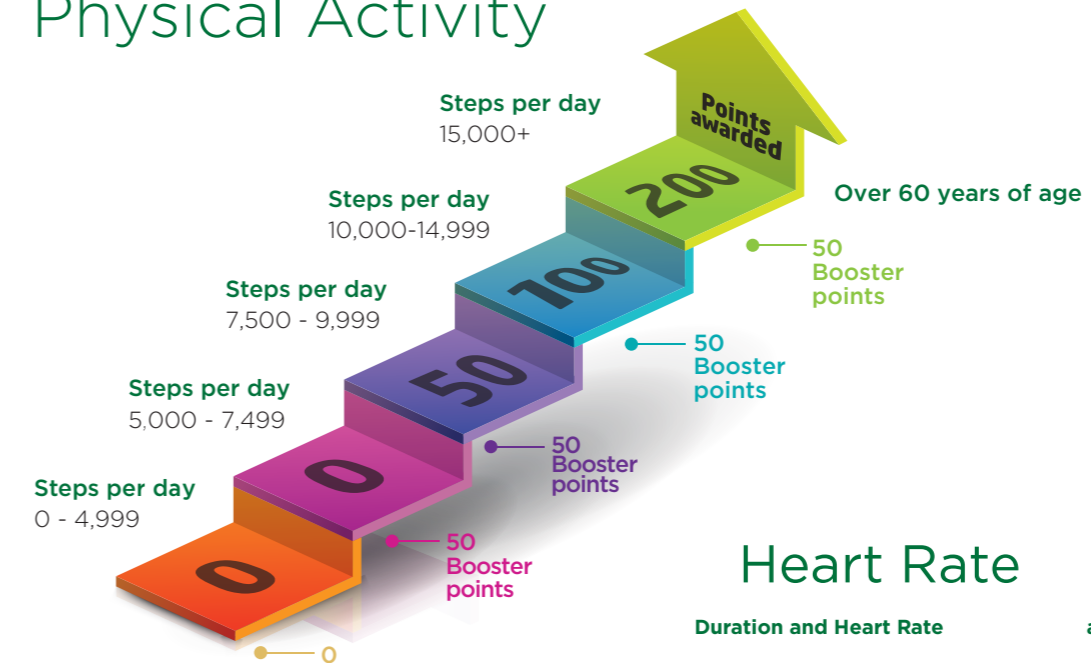 Physical Activity
Steps per day
15,000+
Points
awarded
200
Over 60 years of age
50
Booster
points
Steps per day
10,000-14,999
100
50
Booster
points
Steps per day
7,500 - 9,999
50
50
Booster
points
Steps per day
5,000 - 7,499
0
50
Booster
points
Steps per day
0 - 4,999
0
0
Heart Rate
Duration and Heart Rate